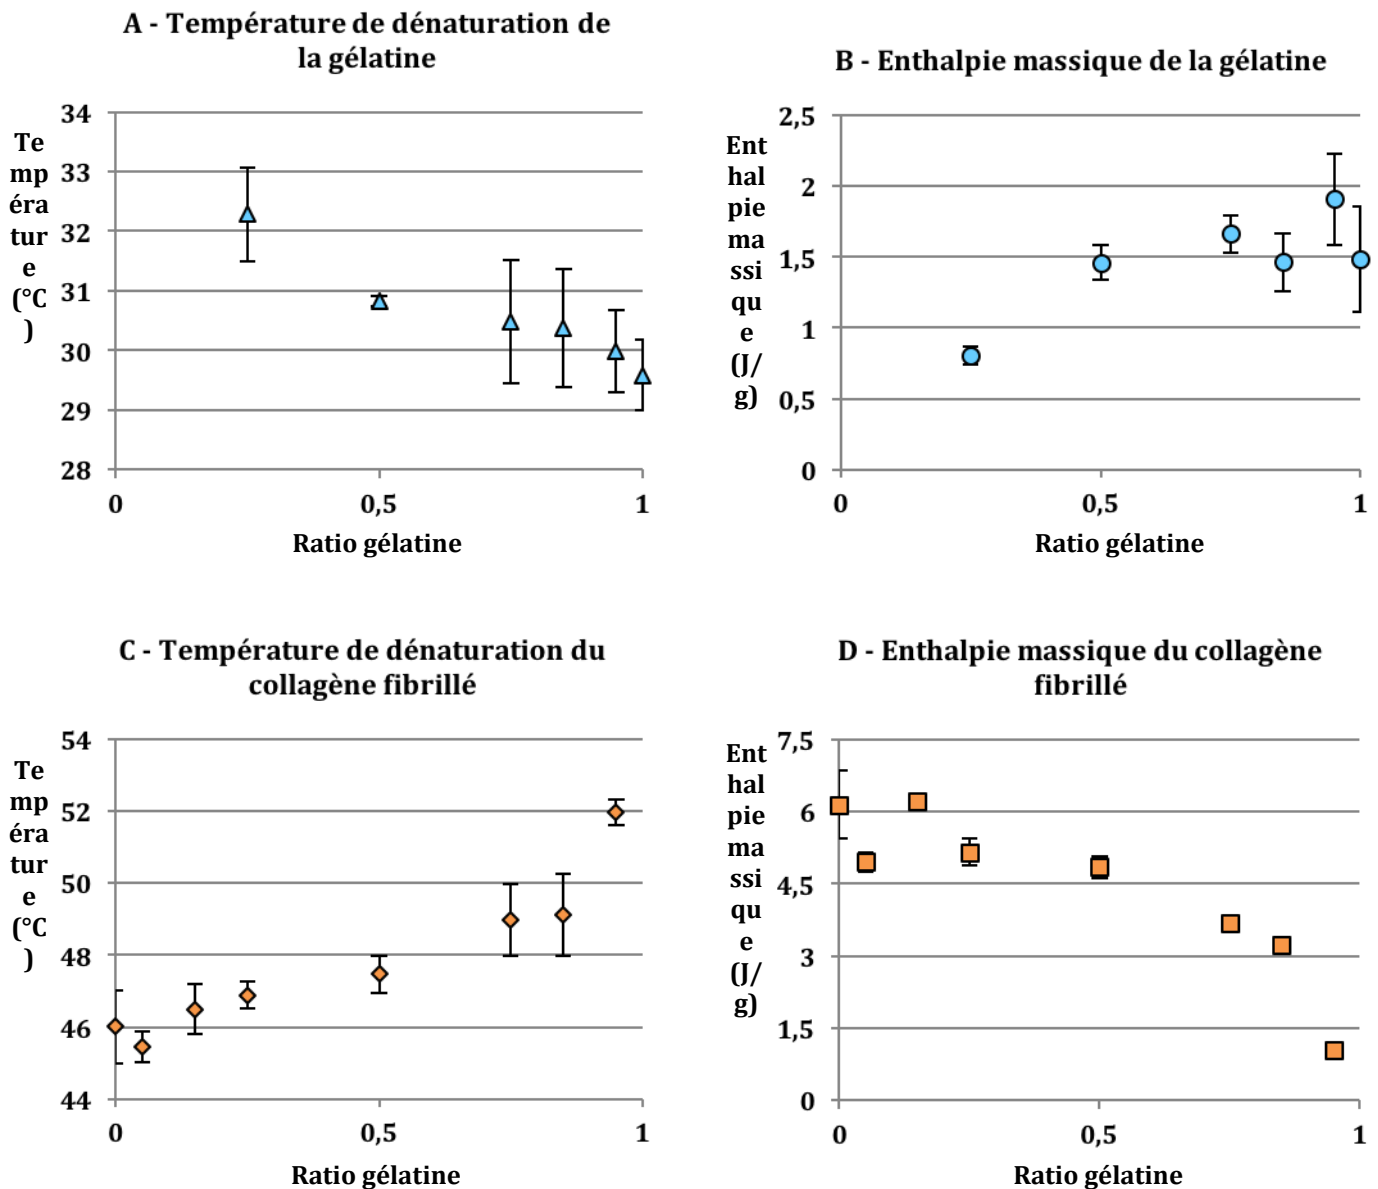 A - Température de dénaturation de
la gélatine
Te
mp
éra
tur
e
(°C
)
34
33
32
31
30
29
28
0
0,5
1
Ratio gélatine
B - Enthalpie massique de la gélatine
Ent
hal
pie
ma
ssi
qu
e
(J/
g)
2,5
2
1,5
1
0,5
0
0
0,5
1
Ratio gélatine
C - Température de dénaturation du
collagène fibrillé
Te
mp
éra
tur
e
(°C
)
54
52
50
48
46
44
0
0,5
1
Ratio gélatine
D - Enthalpie massique du collagène
fibrillé
Ent
hal
pie
ma
ssi
qu
e
(J/
g)
7,5
6
4,5
3
1,5
0
0
0,5
1
Ratio gélatine